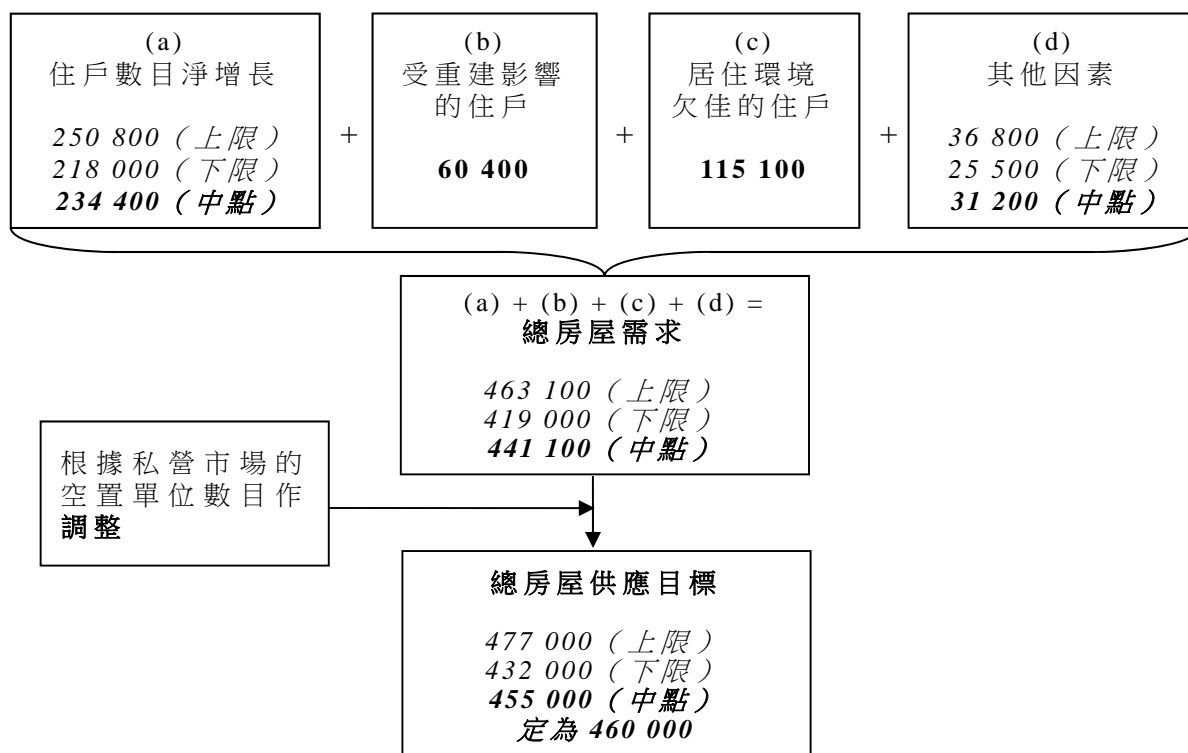 (a)
住戶數目淨增長
250 800（上限）
218 000（下限）
234 400（中點）
+
(b)
受重建影響
的住戶
60 400
+
(c)
居住環境
欠佳的住戶
115 100
+
(d)
其他因素
36 800（上限）
25 500（下限）
31 200（中點）
(a) + (b) + (c) + (d) =
總房屋需求
463 100（上限）
419 000（下限）
441 100（中點）
根據私營市場的
空置單位數目作
調整
總房屋供應目標
477 000（上限）
432 000（下限）
455 000（中點）
定為 460 000